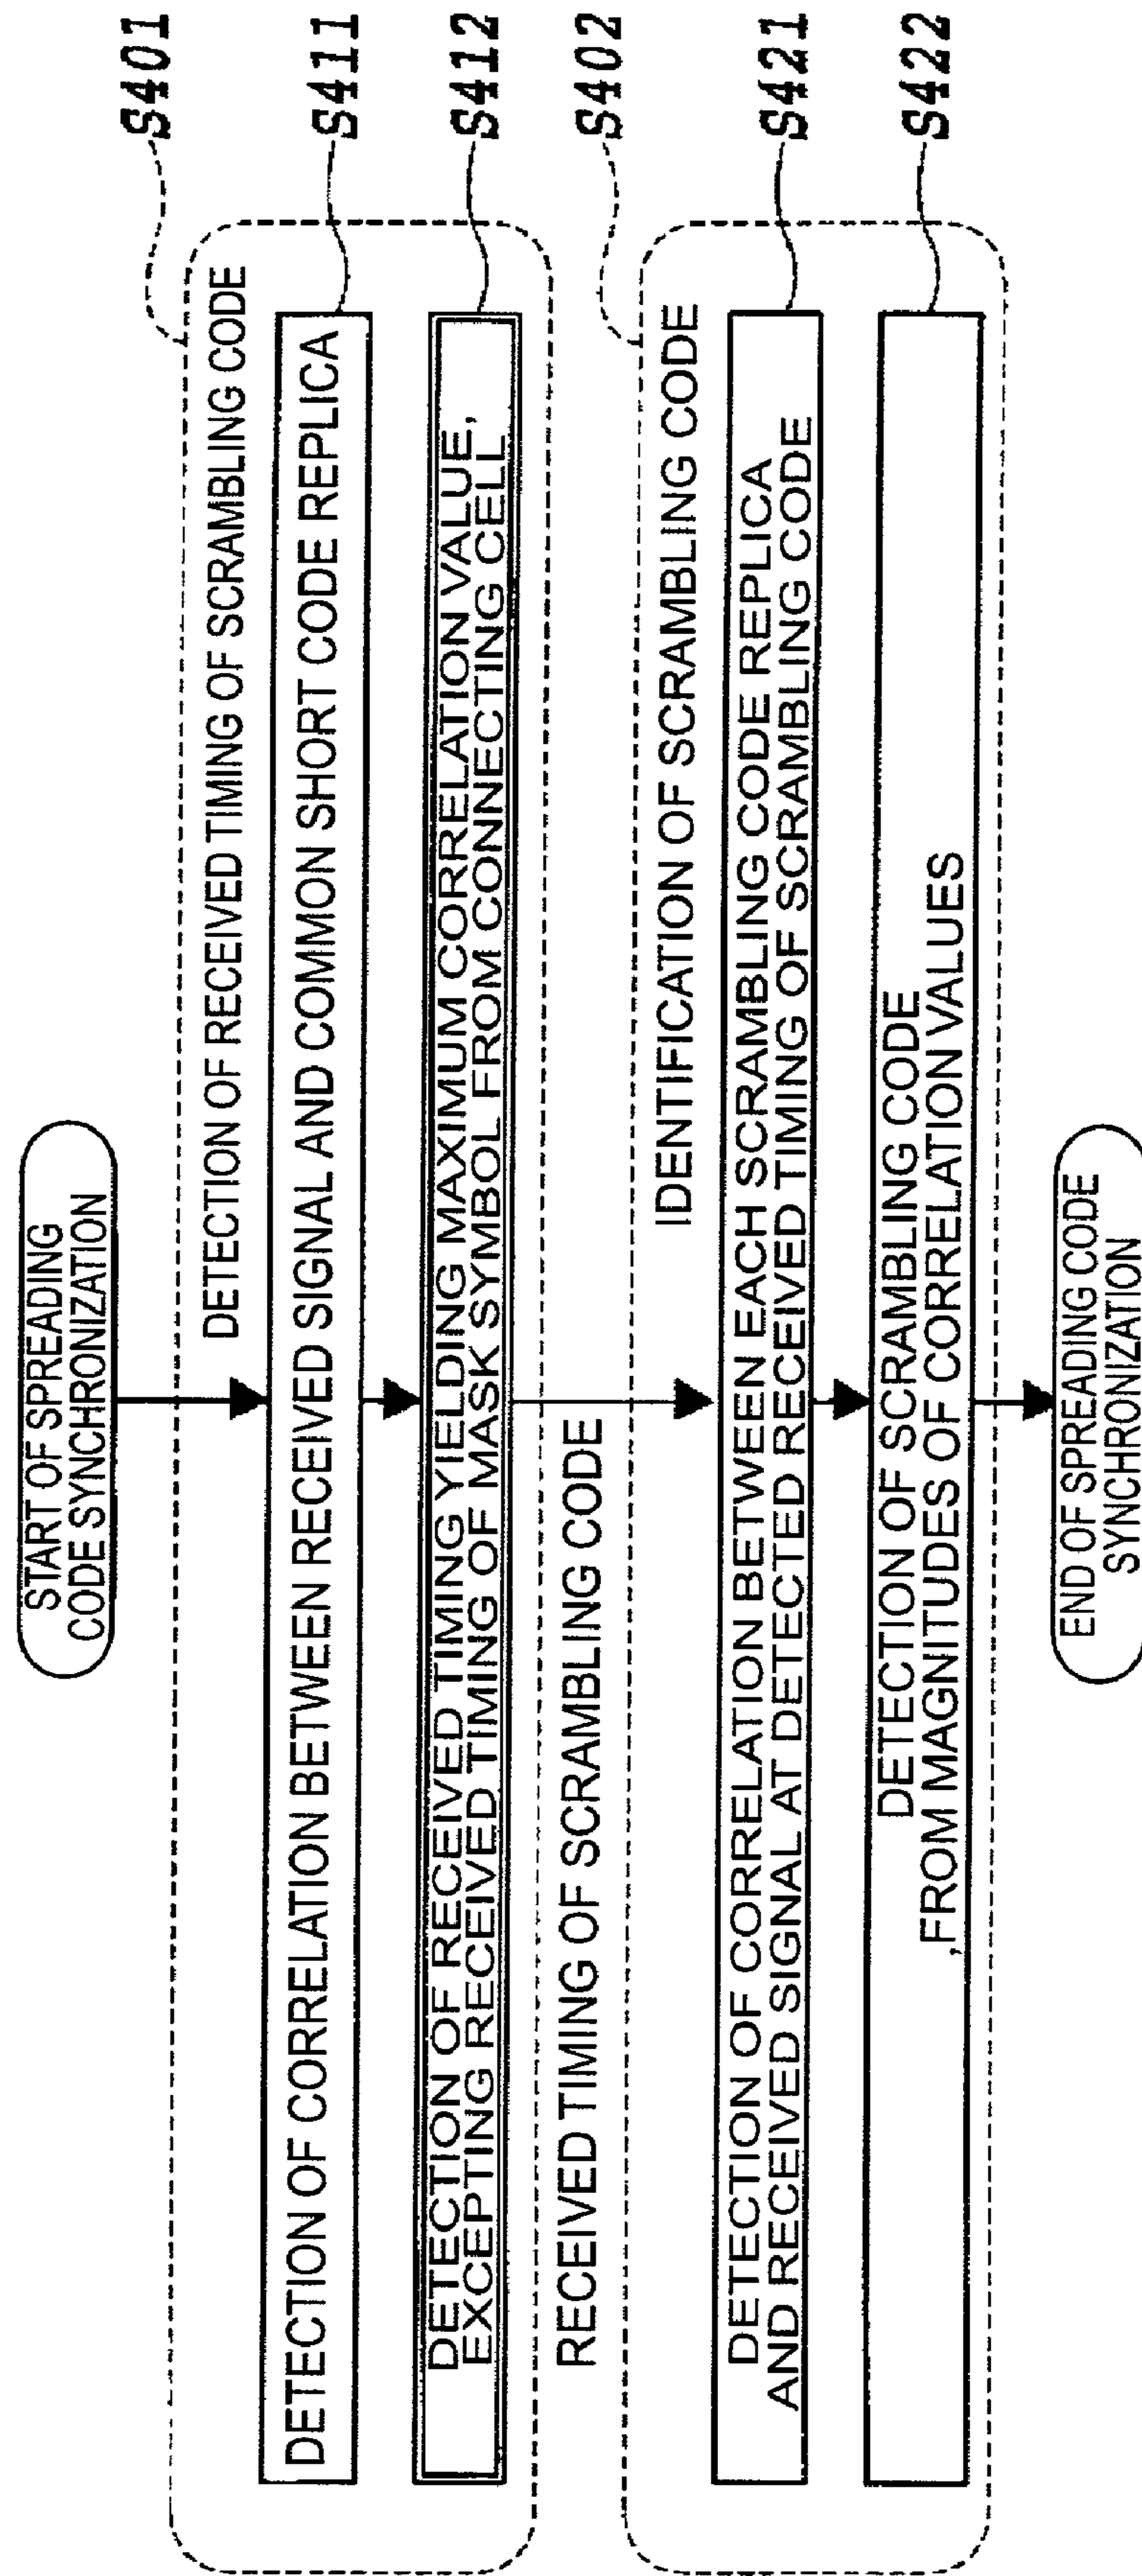 START OF SPREADING
CODE SYNCHRONIZATION
S401
DETECTION OF RECEIVED TIMING OF SCRAMBLING CODE
DETECTION OF CORRELATION BETWEEN RECEIVED SIGNAL AND COMMON SHORT CODE REPLICA
S411
DETECTION OF RECEIVED TIMING YIELDING MAXIMUM CORRELATION VALUE,
EXCEPTING RECEIVED TIMING OF MASK SYMBOL FROM CONNECTING CELL
S412
RECEIVED TIMING OF SCRAMBLING CODE
S402
IDENTIFICATION OF SCRAMBLING CODE
DETECTION OF CORRELATION BETWEEN EACH SCRAMBLING CODE REPLICA
AND RECEIVED SIGNAL AT DETECTED RECEIVED TIMING OF SCRAMBLING CODE
S421
DETECTION OF SCRAMBLING CODE
,FROM MAGNITUDES OF CORRELATION VALUES
S422
END OF SPREADING CODE
SYNCHRONIZATION